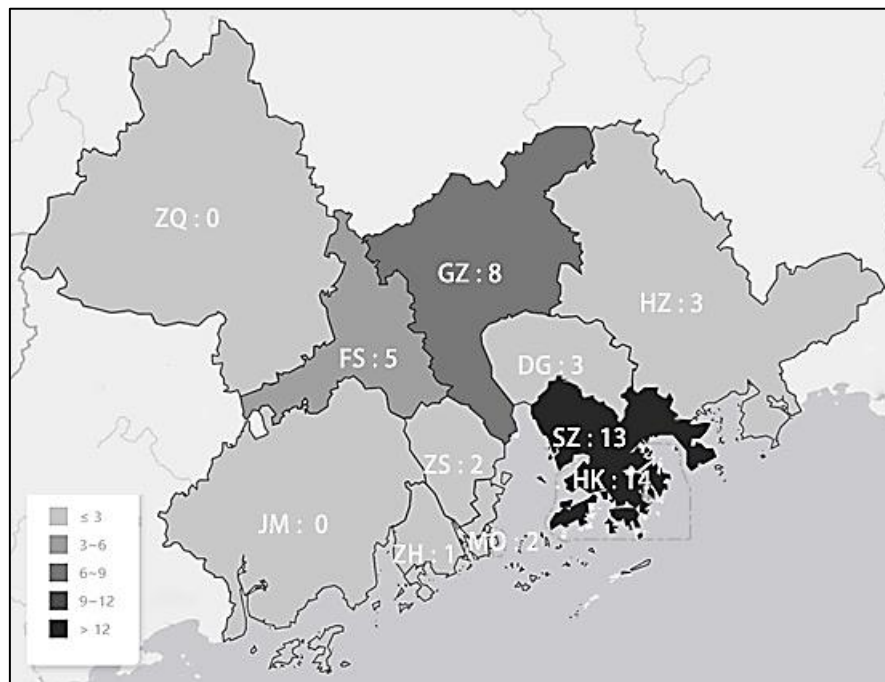 ZQ : 0
GZ : 8
HZ : 3
FS : 5
DG : 3
SZ : 13
ZS : 2
HK : 14
JM : 0
ZH : 1
MO : 2
≤ 3
3~6
6~9
9~12
> 12